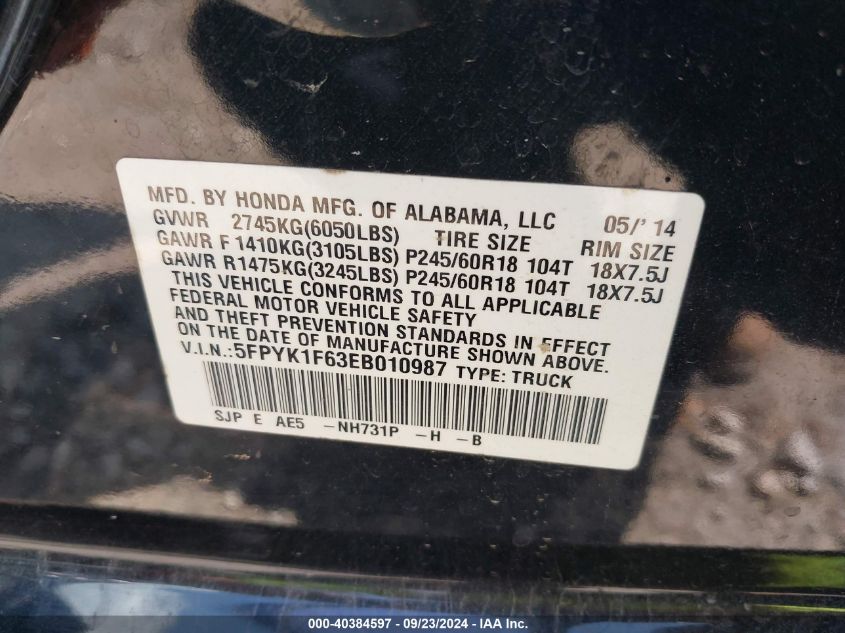 MFD. BY HONDA MFG. OF ALABAMA, LLC 05/' 14
GVWR 2745KG(6050LBS) TIRE SIZE RIM SIZE
GAWR F 1410KG(3105LBS) P245/60R18 104T 18X7.5J
GAWR R1475KG(3245LBS) P245/60R18 104T 18X7.5J
THIS VEHICLE CONFORMS TO ALL APPLICABLE
FEDERAL MOTOR VEHICLE SAFETY
AND THEFT PREVENTION STANDARDS IN EFFECT
ON THE DATE OF MANUFACTURE SHOWN ABOVE.
V.I.N.:5FPYK1F63EB010987 TYPE: TRUCK
SJP E AE5 -NH731P -H -B
000-40384597 - 09/23/2024 - IAA Inc.